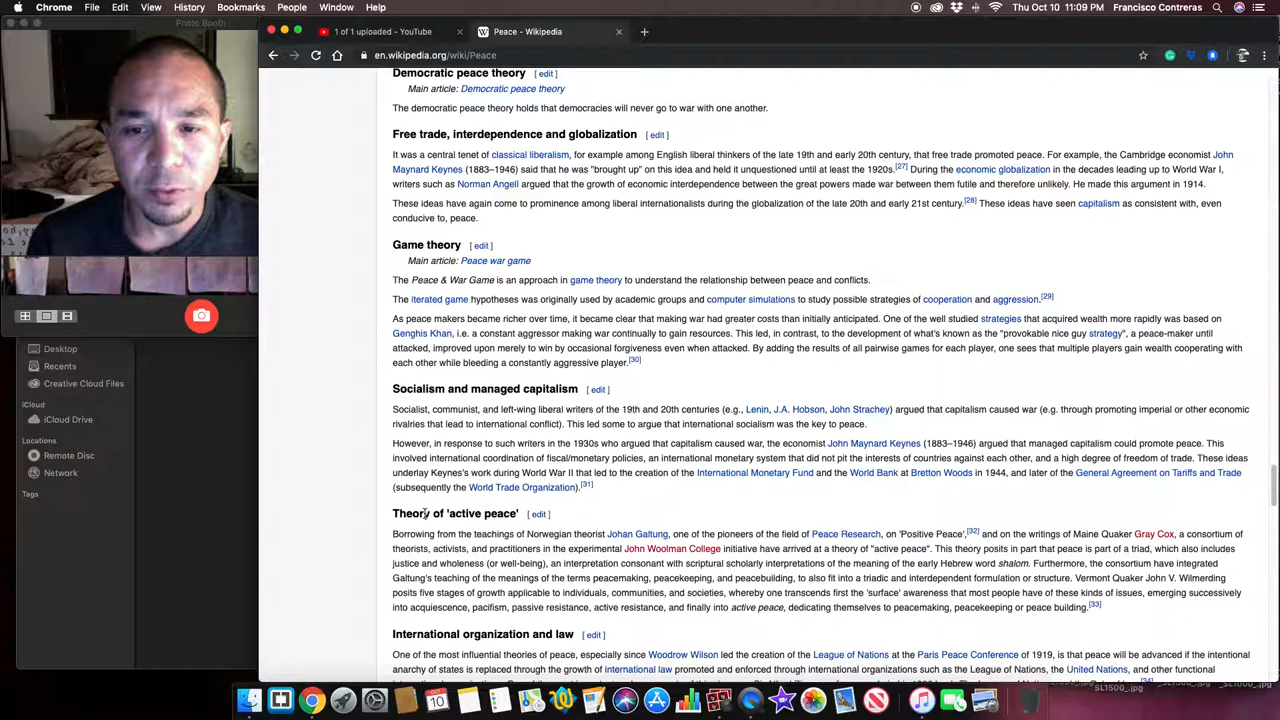 Chrome File Edit View History Bookmarks People Window Help Thu Oct 10 11:09 PM Francisco Contreras
Photo Booth
1 of 1 uploaded - YouTube
Peace - Wikipedia
en.wikipedia.org/wiki/Peace
Democratic peace theory [ edit ]
Main article: Democratic peace theory
The democratic peace theory holds that democracies will never go to war with one another.
Free trade, interdependence and globalization [ edit ]
It was a central tenet of classical liberalism, for example among English liberal thinkers of the late 19th and early 20th century, that free trade promoted peace. For example, the Cambridge economist John
Maynard Keynes (1883–1946) said that he was "brought up" on this idea and held it unquestioned until at least the 1920s.[27] During the economic globalization in the decades leading up to World War I,
writers such as Norman Angell argued that the growth of economic interdependence between the great powers made war between them futile and therefore unlikely. He made this argument in 1914.
These ideas have again come to prominence among liberal internationalists during the globalization of the late 20th and early 21st century.[28] These ideas have seen capitalism as consistent with, even
conducive to, peace.
Game theory [ edit ]
Main article: Peace war game
The Peace & War Game is an approach in game theory to understand the relationship between peace and conflicts.
The iterated game hypotheses was originally used by academic groups and computer simulations to study possible strategies of cooperation and aggression.[29]
As peace makers became richer over time, it became clear that making war had greater costs than initially anticipated. One of the well studied strategies that acquired wealth more rapidly was based on
Genghis Khan, i.e. a constant aggressor making war continually to gain resources. This led, in contrast, to the development of what's known as the "provokable nice guy strategy", a peace-maker until
attacked, improved upon merely to win by occasional forgiveness even when attacked. By adding the results of all pairwise games for each player, one sees that multiple players gain wealth cooperating with
each other while bleeding a constantly aggressive player.[30]
Socialism and managed capitalism [ edit ]
Socialist, communist, and left-wing liberal writers of the 19th and 20th centuries (e.g., Lenin, J.A. Hobson, John Strachey) argued that capitalism caused war (e.g. through promoting imperial or other economic
rivalries that lead to international conflict). This led some to argue that international socialism was the key to peace.
However, in response to such writers in the 1930s who argued that capitalism caused war, the economist John Maynard Keynes (1883–1946) argued that managed capitalism could promote peace. This
involved international coordination of fiscal/monetary policies, an international monetary system that did not pit the interests of countries against each other, and a high degree of freedom of trade. These ideas
underlay Keynes's work during World War II that led to the creation of the International Monetary Fund and the World Bank at Bretton Woods in 1944, and later of the General Agreement on Tariffs and Trade
(subsequently the World Trade Organization).[31]
Theory of 'active peace' [ edit ]
Borrowing from the teachings of Norwegian theorist Johan Galtung, one of the pioneers of the field of Peace Research, on 'Positive Peace',[32] and on the writings of Maine Quaker Gray Cox, a consortium of
theorists, activists, and practitioners in the experimental John Woolman College initiative have arrived at a theory of "active peace". This theory posits in part that peace is part of a triad, which also includes
justice and wholeness (or well-being), an interpretation consonant with scriptural scholarly interpretations of the meaning of the early Hebrew word shalom. Furthermore, the consortium have integrated
Galtung's teaching of the meanings of the terms peacemaking, peacekeeping, and peacebuilding, to also fit into a triadic and interdependent formulation or structure. Vermont Quaker John V. Wilmerding
posits five stages of growth applicable to individuals, communities, and societies, whereby one transcends first the 'surface' awareness that most people have of these kinds of issues, emerging successively
into acquiescence, pacifism, passive resistance, active resistance, and finally into active peace, dedicating themselves to peacemaking, peacekeeping or peace building.[33]
International organization and law [ edit ]
One of the most influential theories of peace, especially since Woodrow Wilson led the creation of the League of Nations at the Paris Peace Conference of 1919, is that peace will be advanced if the intentional
anarchy of states is replaced through the growth of international law promoted and enforced through international organizations such as the League of Nations, the United Nations, and other functional
Desktop
Recents
Creative Cloud Files
iCloud
iCloud Drive
Locations
Remote Disc
Network
Tags
_SL1500_.jpg